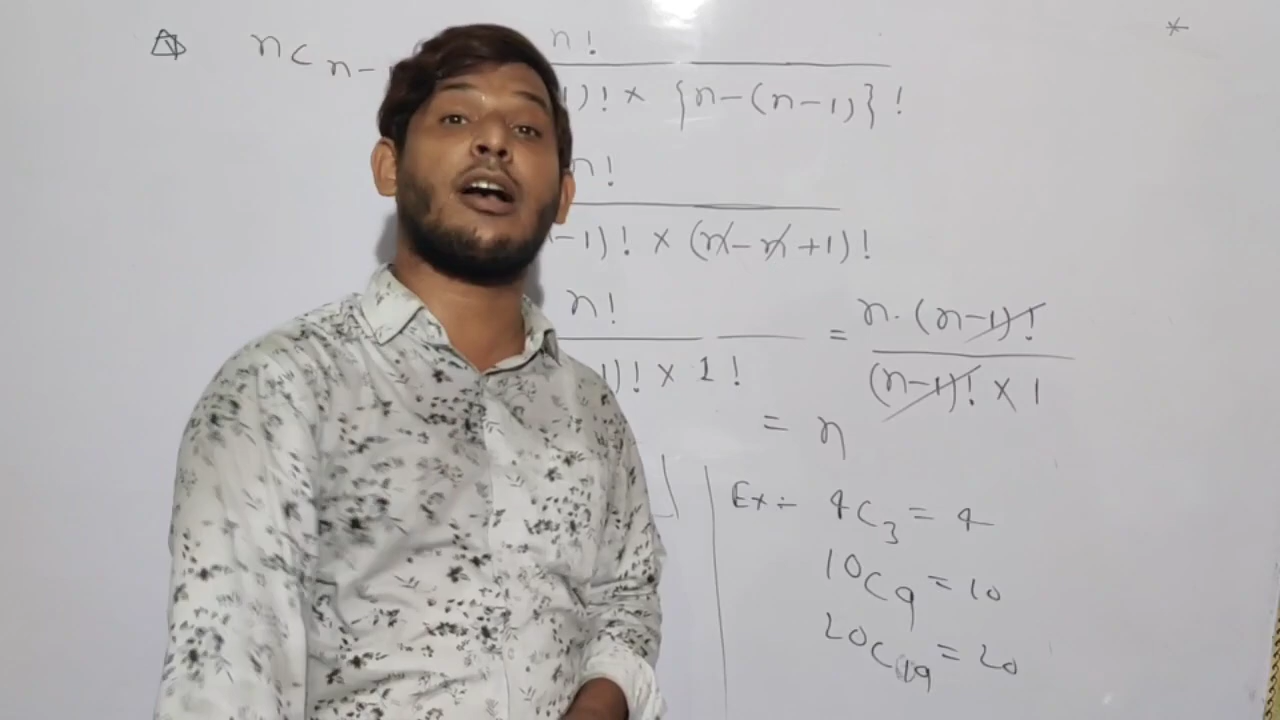 *
nCn- n!
1)! × {n-(n-1)}!
n!
-1)! × (n-n+1)!
n! = n.(n-1)!
1)! × 1! (n-1)! × 1
= n
Ex:- 4C3 = 4
10C9 = 10
20C19 = 20